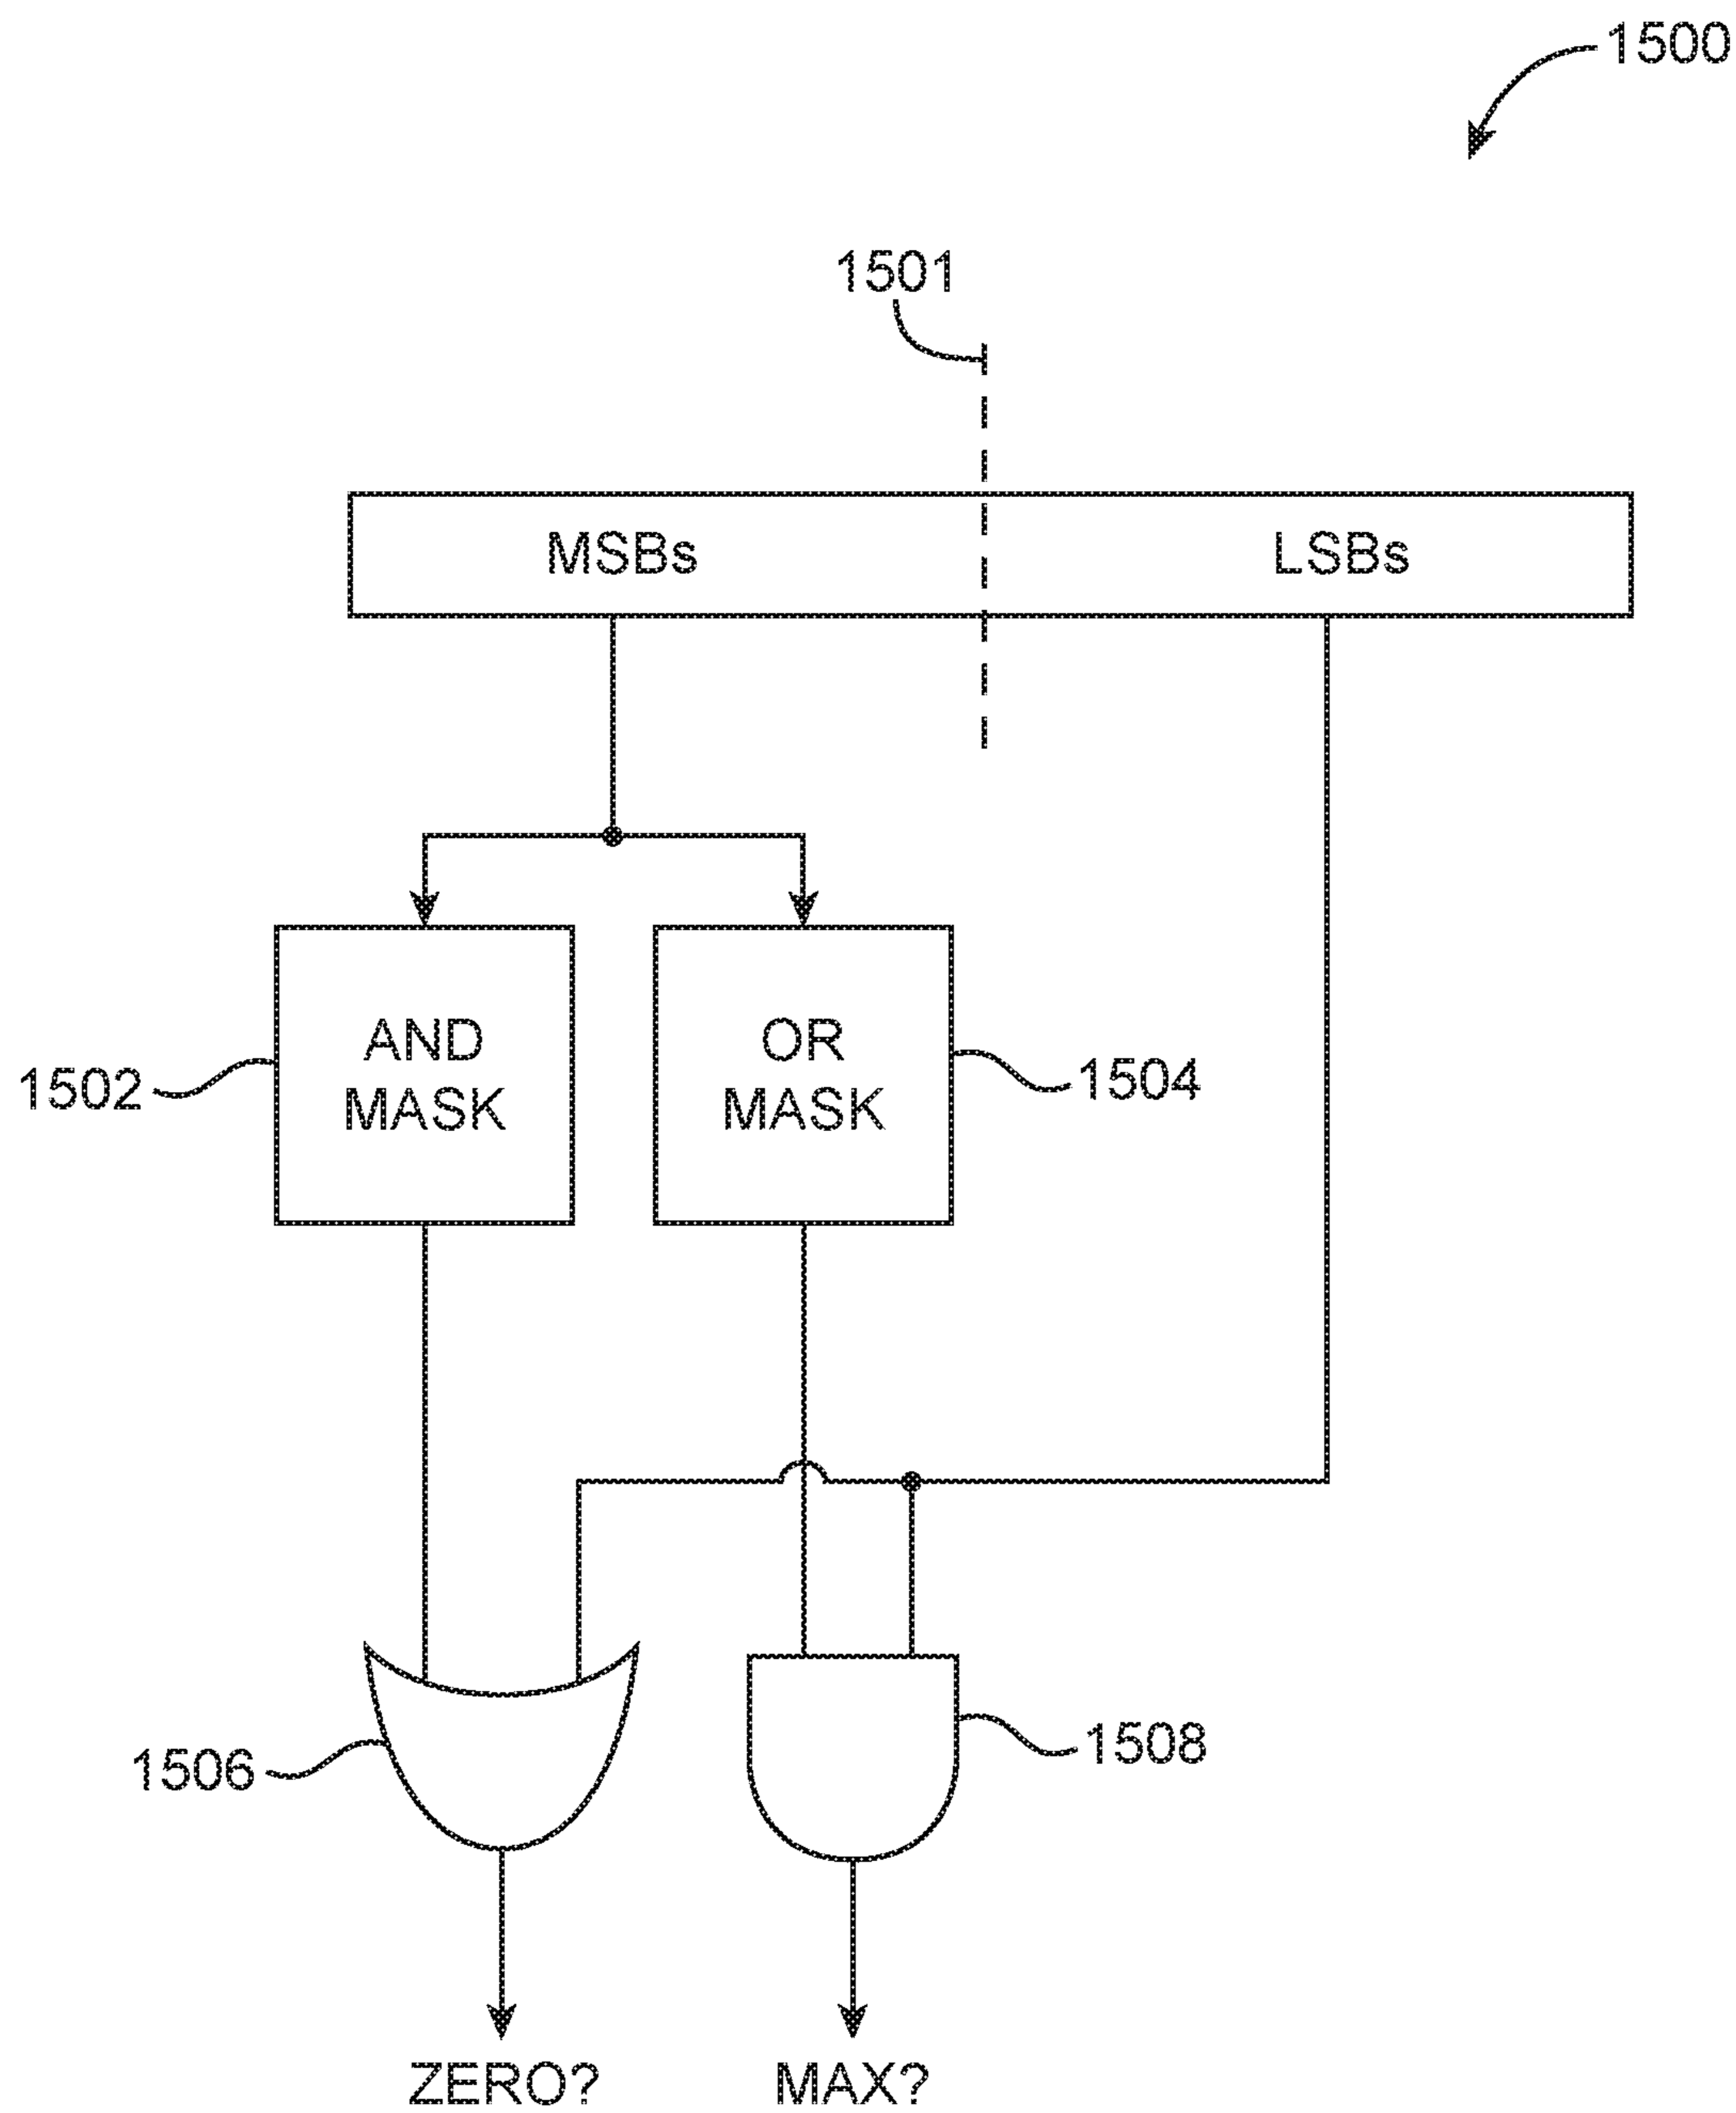 1500
1501
MSBs
LSBs
AND
MASK
OR
MASK
1502
1504
1506
1508
ZERO?
MAX?